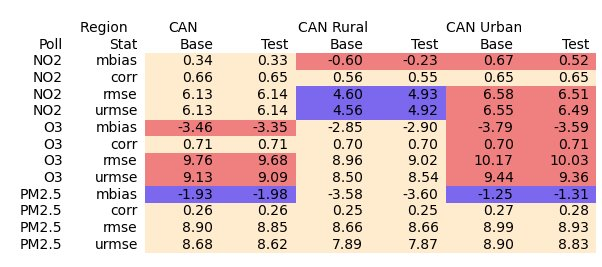 Region CAN CAN Rural CAN Urban
Poll Stat Base Test Base Test Base Test
NO2 mbias 0.34 0.33 -0.60 -0.23 0.67 0.52
NO2 corr 0.66 0.65 0.56 0.55 0.65 0.65
NO2 rmse 6.13 6.14 4.60 4.93 6.58 6.51
NO2 urmse 6.13 6.14 4.56 4.92 6.55 6.49
O3 mbias -3.46 -3.35 -2.85 -2.90 -3.79 -3.59
O3 corr 0.71 0.71 0.70 0.70 0.70 0.71
O3 rmse 9.76 9.68 8.96 9.02 10.17 10.03
O3 urmse 9.13 9.09 8.50 8.54 9.44 9.36
PM2.5 mbias -1.93 -1.98 -3.58 -3.60 -1.25 -1.31
PM2.5 corr 0.26 0.26 0.25 0.25 0.27 0.28
PM2.5 rmse 8.90 8.85 8.66 8.66 8.99 8.93
PM2.5 urmse 8.68 8.62 7.89 7.87 8.90 8.83